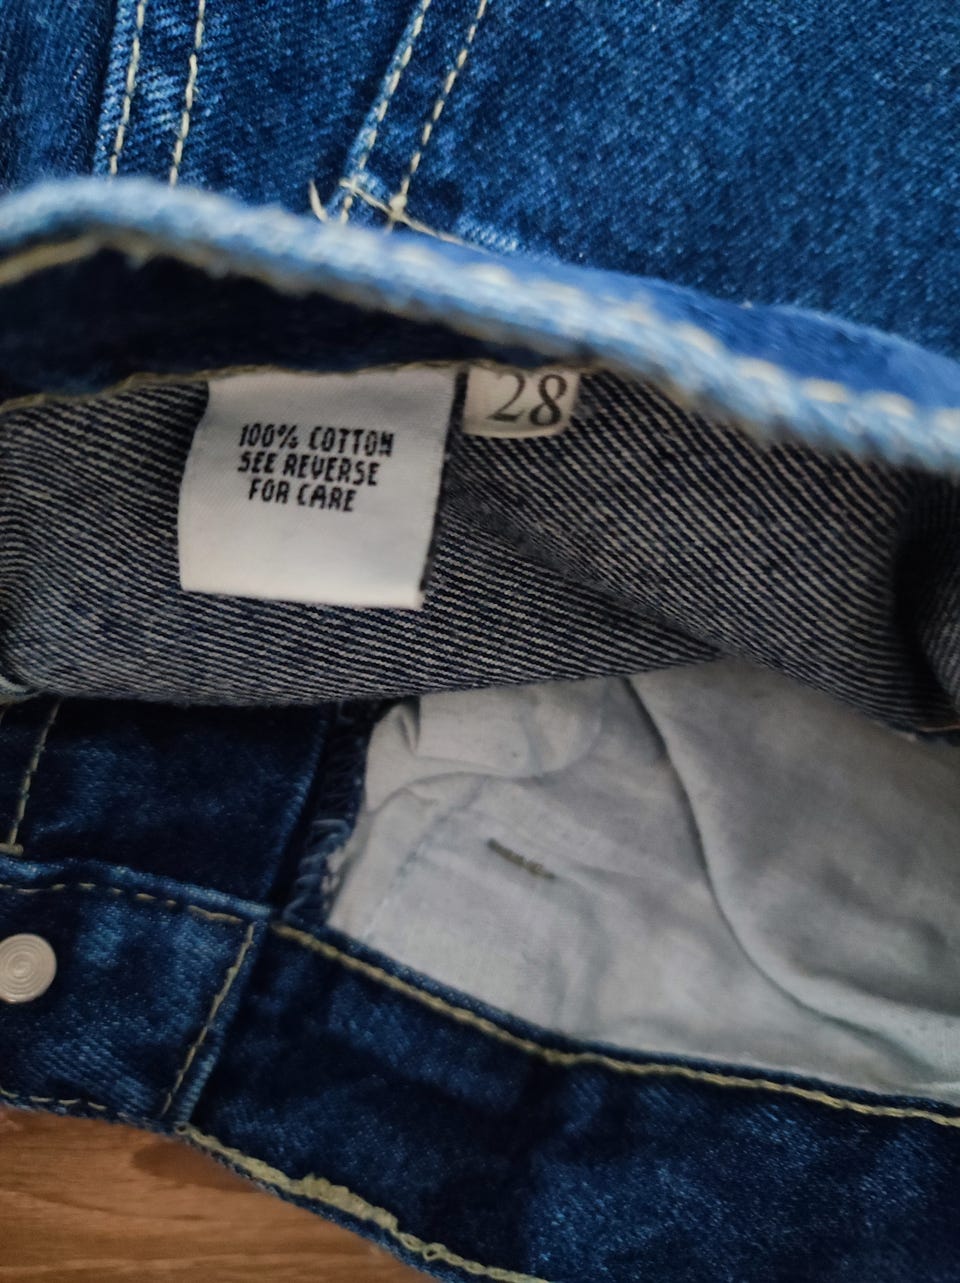 100% COTTON
SEE REVERSE
FOR CARE
28